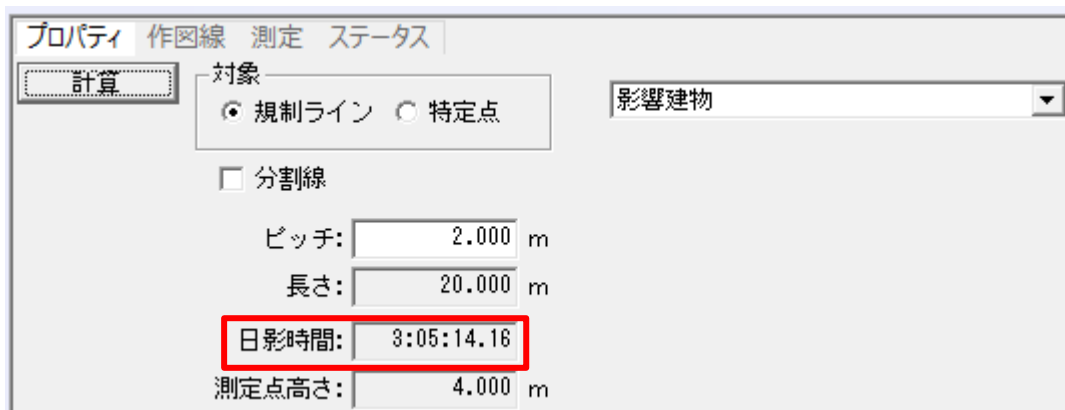 プロパティ 作図線 測定 ステータス
計算
対象
規制ライン 特定点
影響建物
分割線
ピッチ: 2.000 m
長さ: 20.000 m
日影時間: 3:05:14.16
測定点高さ: 4.000 m